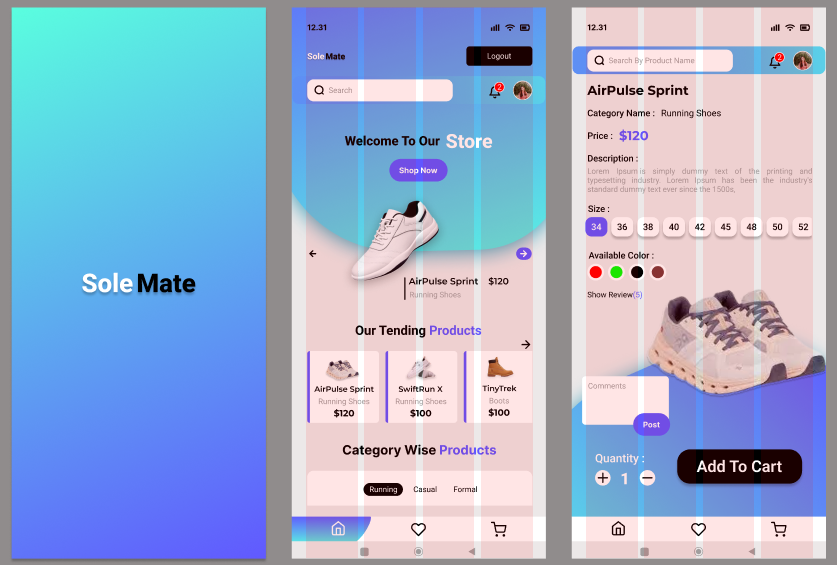 Sole Mate
12.31
Sole Mate
Logout
Search
2
Welcome To Our Store
Shop Now
AirPulse Sprint $120
Running Shoes
Our Tending Products
AirPulse Sprint
Running Shoes
$120
SwiftRun X
Running Shoes
$100
TinyTrek
Boots
$100
Category Wise Products
Running Casual Formal
12.31
Search By Product Name
2
AirPulse Sprint
Category Name : Running Shoes
Price : $120
Description :
Lorem Ipsum is simply dummy text of the printing and
typesetting industry. Lorem Ipsum has been the industry's
standard dummy text ever since the 1500s,
Size :
34 36 38 40 42 45 48 50 52
Available Color :
Show Review(5)
Comments
Post
Quantity :
1
Add To Cart